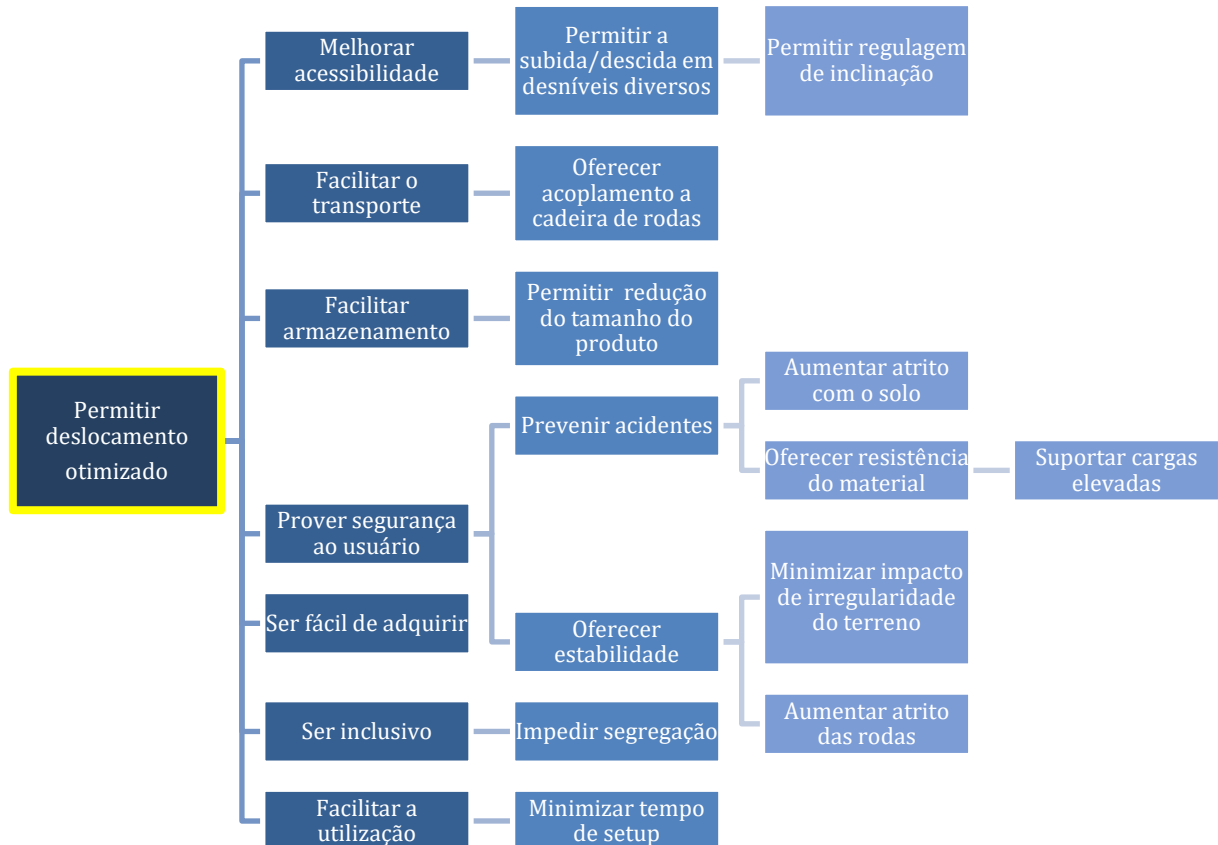 Melhorar
acessibilidade
Permitir a
subida/descida em
desníveis diversos
Permitir regulagem
de inclinação
Facilitar o
transporte
Oferecer
acoplamento a
cadeira de rodas
Facilitar
armazenamento
Permitir redução
do tamanho do
produto
Permitir
deslocamento
otimizado
Prover segurança
ao usuário
Prevenir acidentes
Aumentar atrito
com o solo
Oferecer resistência
do material
Suportar cargas
elevadas
Oferecer
estabilidade
Minimizar impacto
de irregularidade
do terreno
Aumentar atrito
das rodas
Ser fácil de adquirir
Ser inclusivo
Impedir segregação
Facilitar a
utilização
Minimizar tempo
de setup